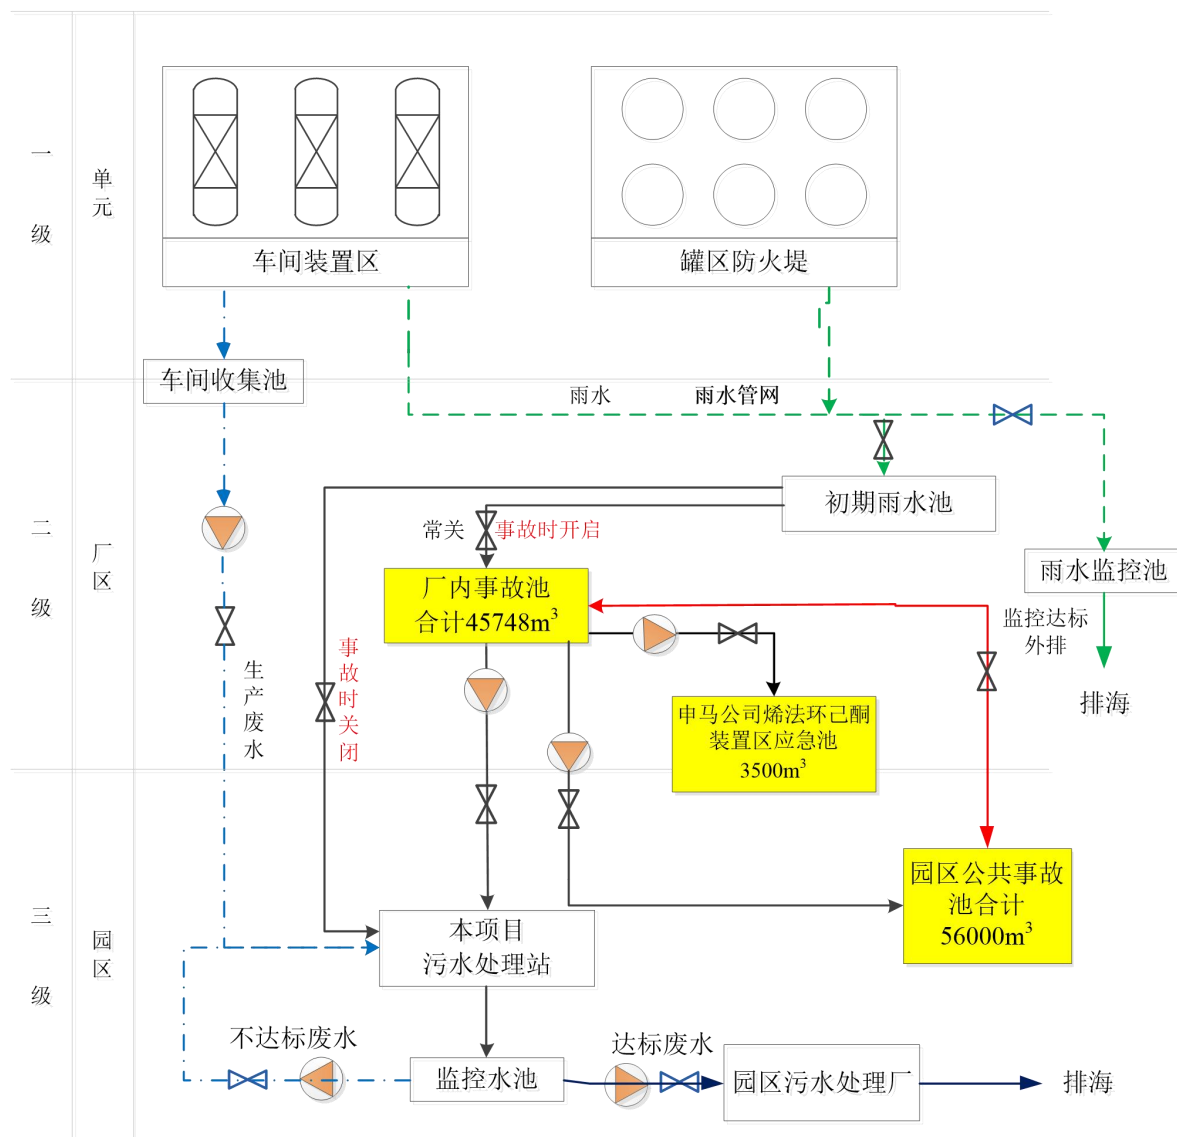 一级
单元
车间装置区
罐区防火堤
车间收集池
雨水
雨水管网
初期雨水池
常关
事故时开启
二级
厂区
厂内事故池
合计45748m³
雨水监控池
监控达标
外排
排海
生产废水
事故时关闭
申马公司烯法环己酮
装置区应急池
3500m³
园区公共事故
池合计
56000m³
三级
园区
本项目
污水处理站
不达标废水
监控水池
达标废水
园区污水处理厂
排海